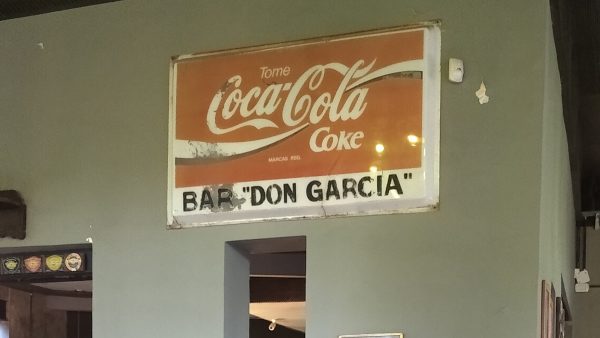 Tome
Coca-Cola
Coke
MARCAS REG.
BAR "DON GARCIA"